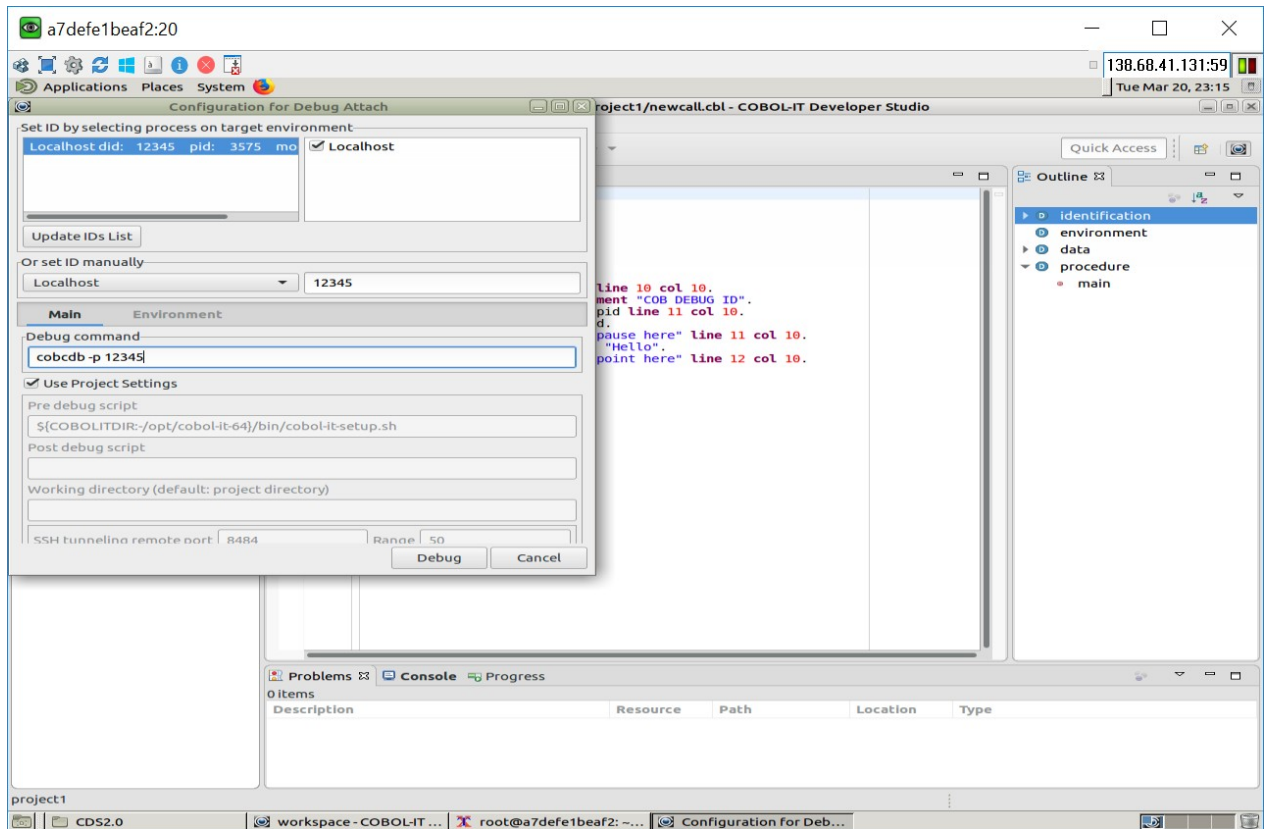 a7defe1beaf2:20
138.68.41.131:59
Applications Places System
Tue Mar 20, 23:15
Configuration for Debug Attach
roject1/newcall.cbl - COBOL-IT Developer Studio
Set ID by selecting process on target environment
Localhost did: 12345 pid: 3575 mo
Localhost
Update IDs List
Or set ID manually
Localhost
12345
Main Environment
Debug command
cobcdb -p 12345
Use Project Settings
Pre debug script
${COBOLITDIR:-/opt/cobol-it-64}/bin/cobol-it-setup.sh
Post debug script
Working directory (default: project directory)
SSH tunneling remote port 8484 Range 50
Debug Cancel
Quick Access
line 10 col 10.
ment "COB DEBUG ID".
pid line 11 col 10.
d.
pause here" line 11 col 10.
"Hello".
point here" line 12 col 10.
Outline
identification
environment
data
procedure
main
Problems Console Progress
0 items
Description Resource Path Location Type
project1
CDS2.0
workspace - COBOL-IT ...
root@a7defe1beaf2: ~...
Configuration for Deb...